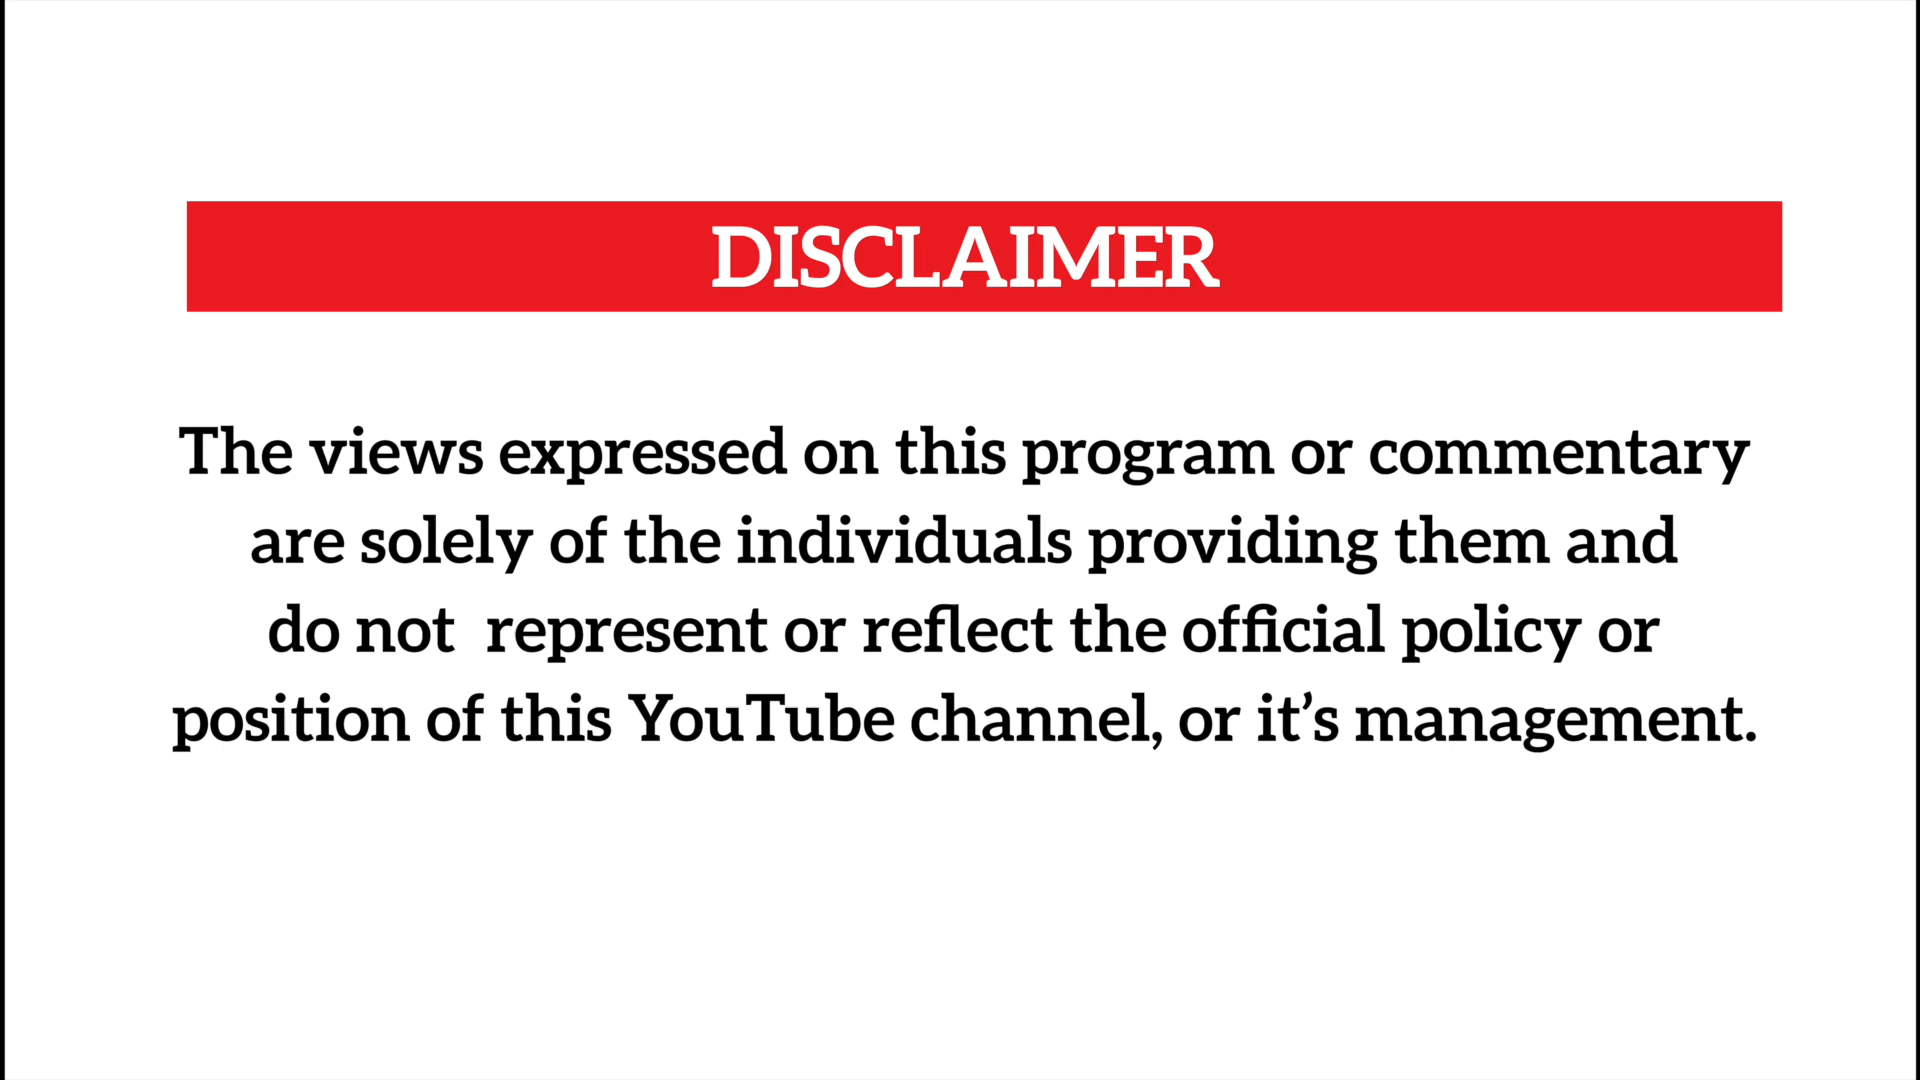 DISCLAIMER
The views expressed on this program or commentary
are solely of the individuals providing them and
do not  represent or reflect the official policy or
position of this YouTube channel, or it’s management.